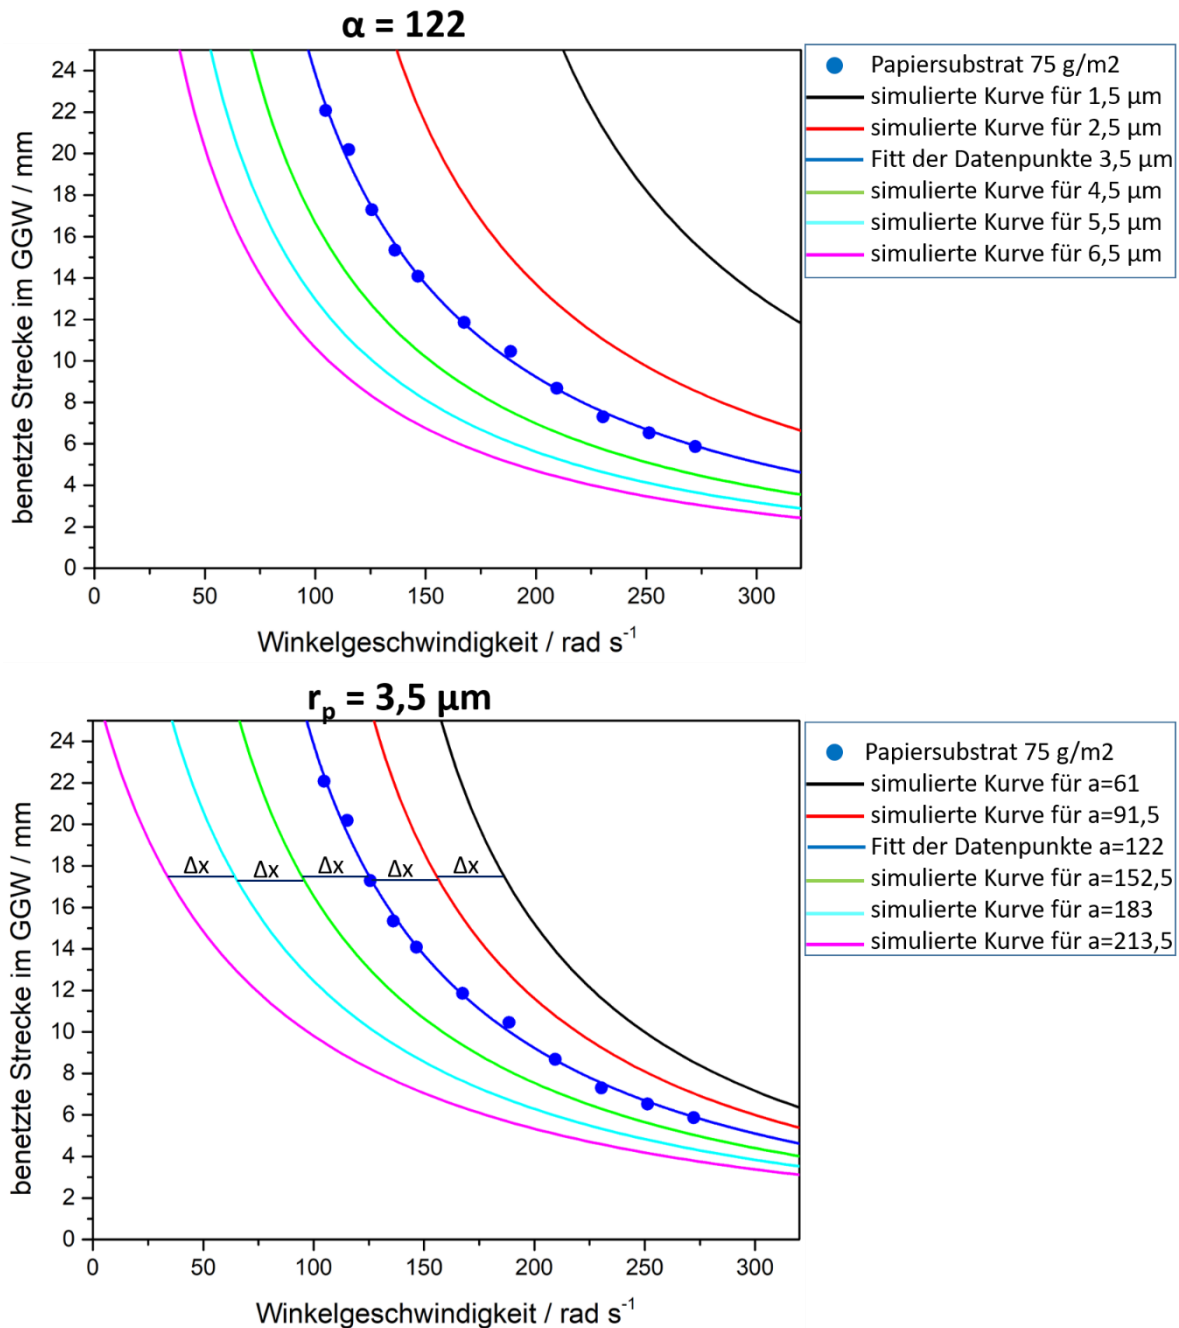 α = 122
24
22
20
18
16
14
12
10
8
6
4
2
0
benetzte Strecke im GGW / mm
0 50 100 150 200 250 300
Winkelgeschwindigkeit / rad s⁻¹
Papiersubstrat 75 g/m2
simulierte Kurve für 1,5 µm
simulierte Kurve für 2,5 µm
Fitt der Datenpunkte 3,5 µm
simulierte Kurve für 4,5 µm
simulierte Kurve für 5,5 µm
simulierte Kurve für 6,5 µm
rₚ = 3,5 µm
24
22
20
18
16
14
12
10
8
6
4
2
0
benetzte Strecke im GGW / mm
Δx Δx Δx Δx Δx
0 50 100 150 200 250 300
Winkelgeschwindigkeit / rad s⁻¹
Papiersubstrat 75 g/m2
simulierte Kurve für a=61
simulierte Kurve für a=91,5
Fitt der Datenpunkte a=122
simulierte Kurve für a=152,5
simulierte Kurve für a=183
simulierte Kurve für a=213,5